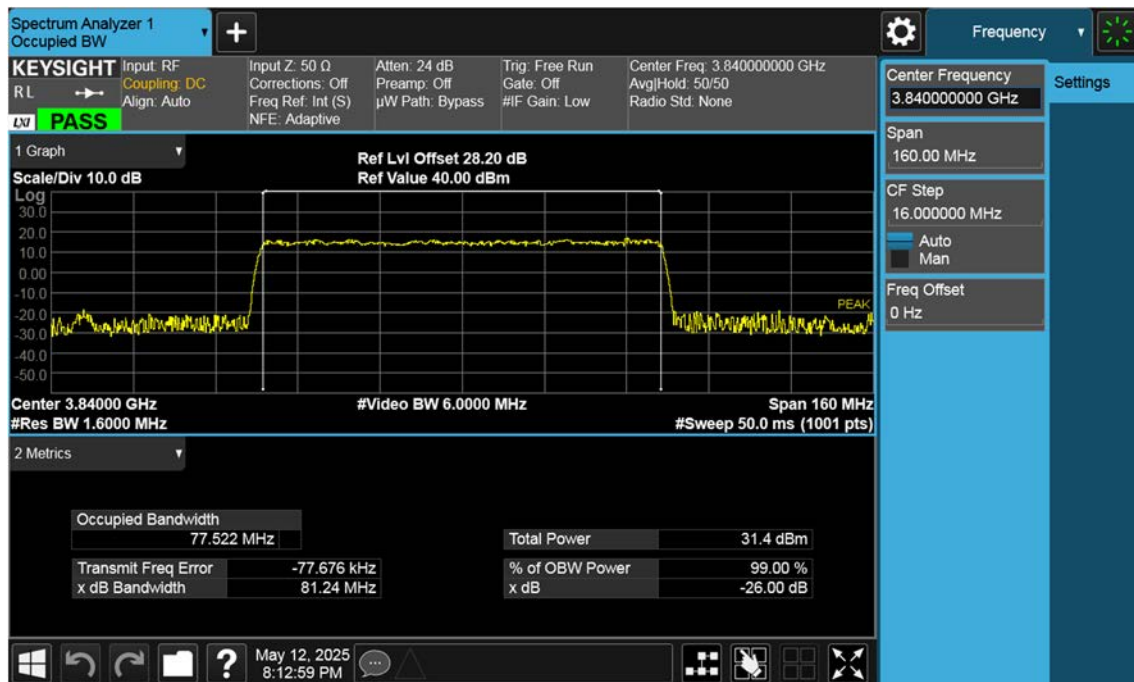 Spectrum Analyzer 1
Occupied BW
Frequency
KEYSIGHT
RL
LXI PASS
Input: RF
Coupling: DC
Align: Auto
Input Z: 50 Ω
Corrections: Off
Freq Ref: Int (S)
NFE: Adaptive
Atten: 24 dB
Preamp: Off
µW Path: Bypass
Trig: Free Run
Gate: Off
#IF Gain: Low
Center Freq: 3.840000000 GHz
Avg|Hold: 50/50
Radio Std: None
Center Frequency
3.840000000 GHz
Settings
Span
160.00 MHz
CF Step
16.000000 MHz
Auto
Man
Freq Offset
0 Hz
1 Graph
Scale/Div 10.0 dB
Ref Lvl Offset 28.20 dB
Ref Value 40.00 dBm
Log
30.0
20.0
10.0
0.00
-10.0
-20.0
-30.0
-40.0
-50.0
PEAK
Center 3.84000 GHz
#Res BW 1.6000 MHz
#Video BW 6.0000 MHz
Span 160 MHz
#Sweep 50.0 ms (1001 pts)
2 Metrics
Occupied Bandwidth
77.522 MHz
Transmit Freq Error -77.676 kHz
x dB Bandwidth 81.24 MHz
Total Power 31.4 dBm
% of OBW Power 99.00 %
x dB -26.00 dB
?
May 12, 2025
8:12:59 PM